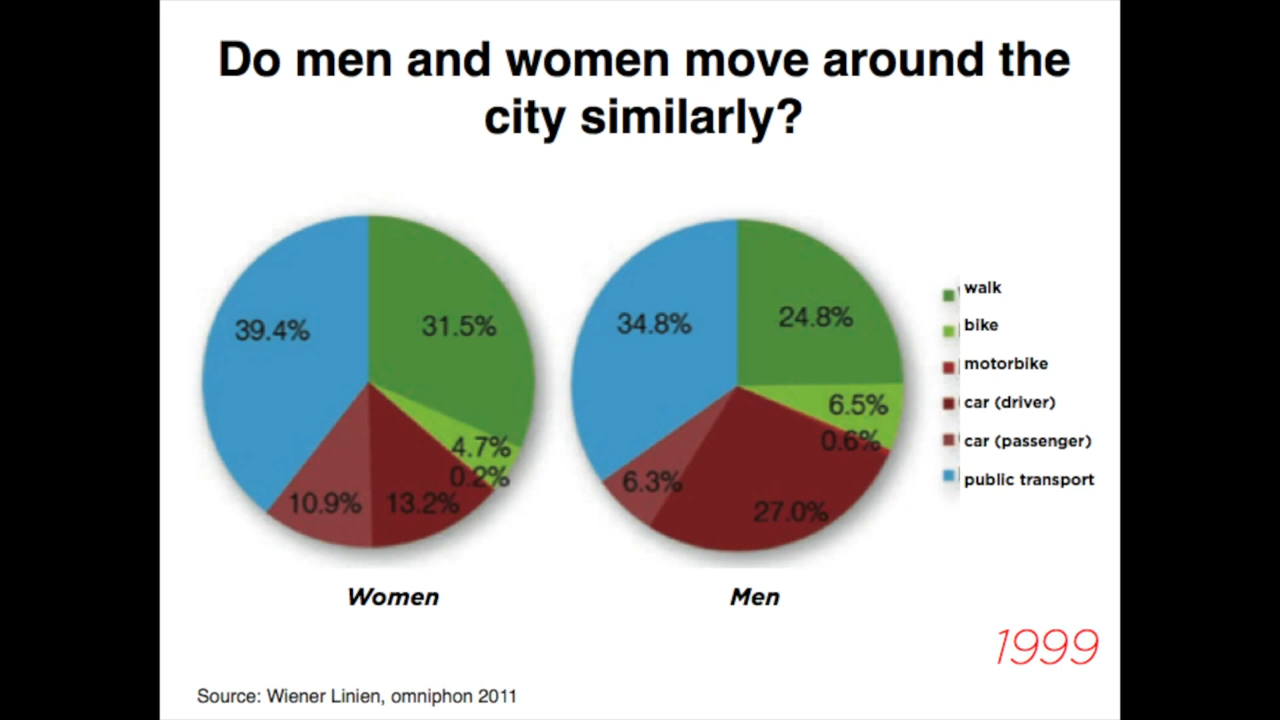 Do men and women move around the
city similarly?
39.4%
31.5%
4.7%
0.2%
13.2%
10.9%
34.8%
24.8%
6.5%
0.6%
27.0%
6.3%
walk
bike
motorbike
car (driver)
car (passenger)
public transport
Women
Men
1999
Source: Wiener Linien, omniphon 2011